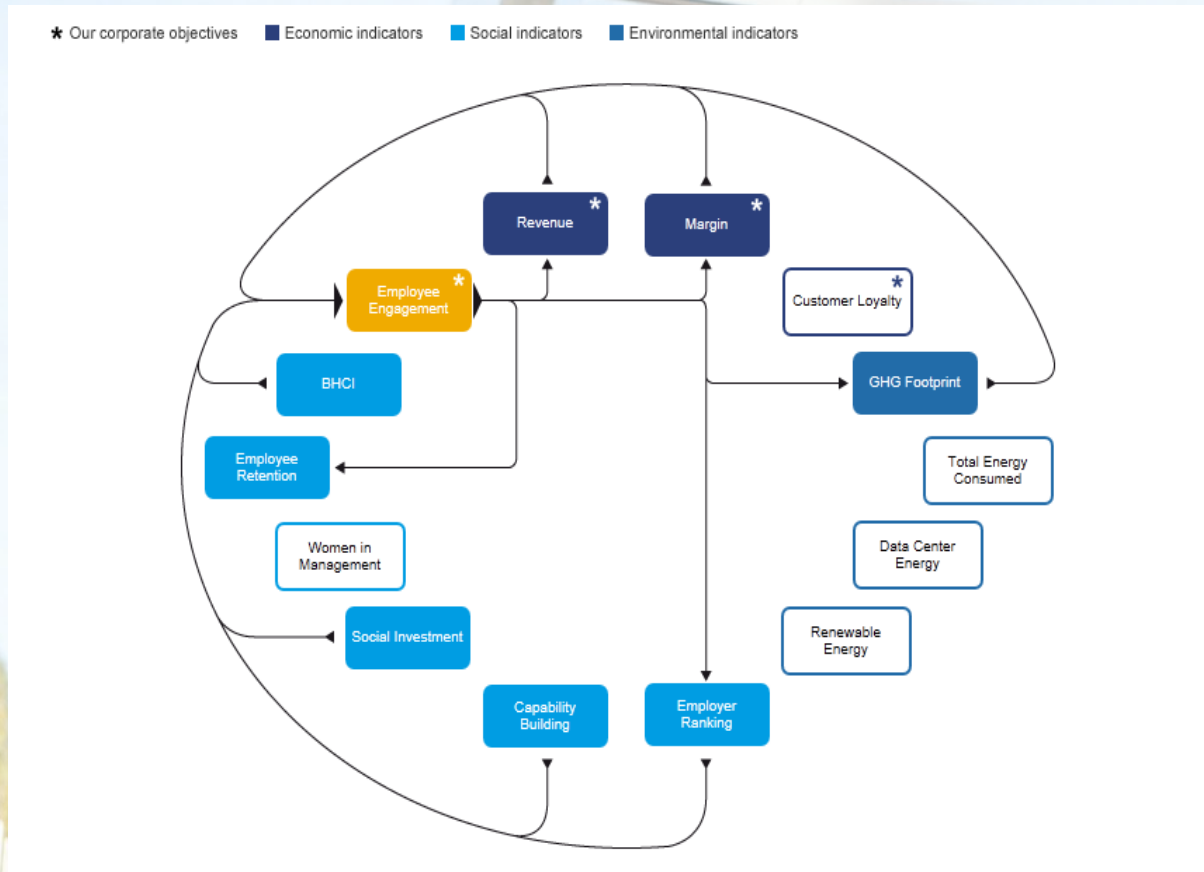 * Our corporate objectives Economic indicators Social indicators Environmental indicators
Revenue *
Margin *
Employee *
Engagement
Customer Loyalty *
BHCI
GHG Footprint
Employee
Retention
Total Energy
Consumed
Women in
Management
Data Center
Energy
Social Investment
Renewable
Energy
Capability
Building
Employer
Ranking